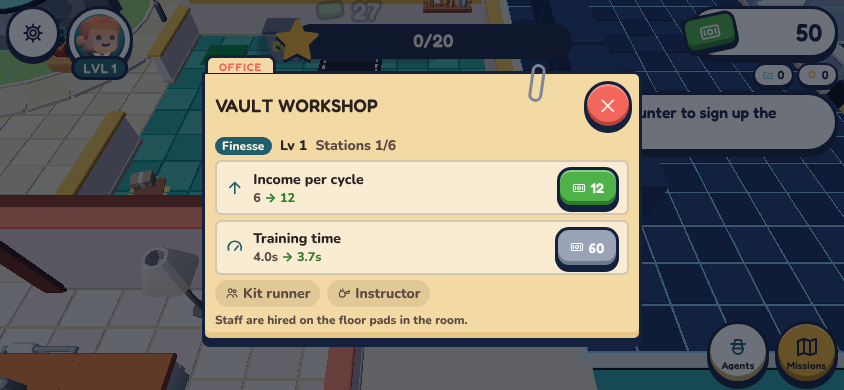 27
0/20
50
LVL 1
0
0
OFFICE
VAULT WORKSHOP
unter to sign up the
Finesse Lv 1 Stations 1/6
Income per cycle
6 → 12
12
Training time
4.0s → 3.7s
60
Kit runner
Instructor
Staff are hired on the floor pads in the room.
Agents
Missions